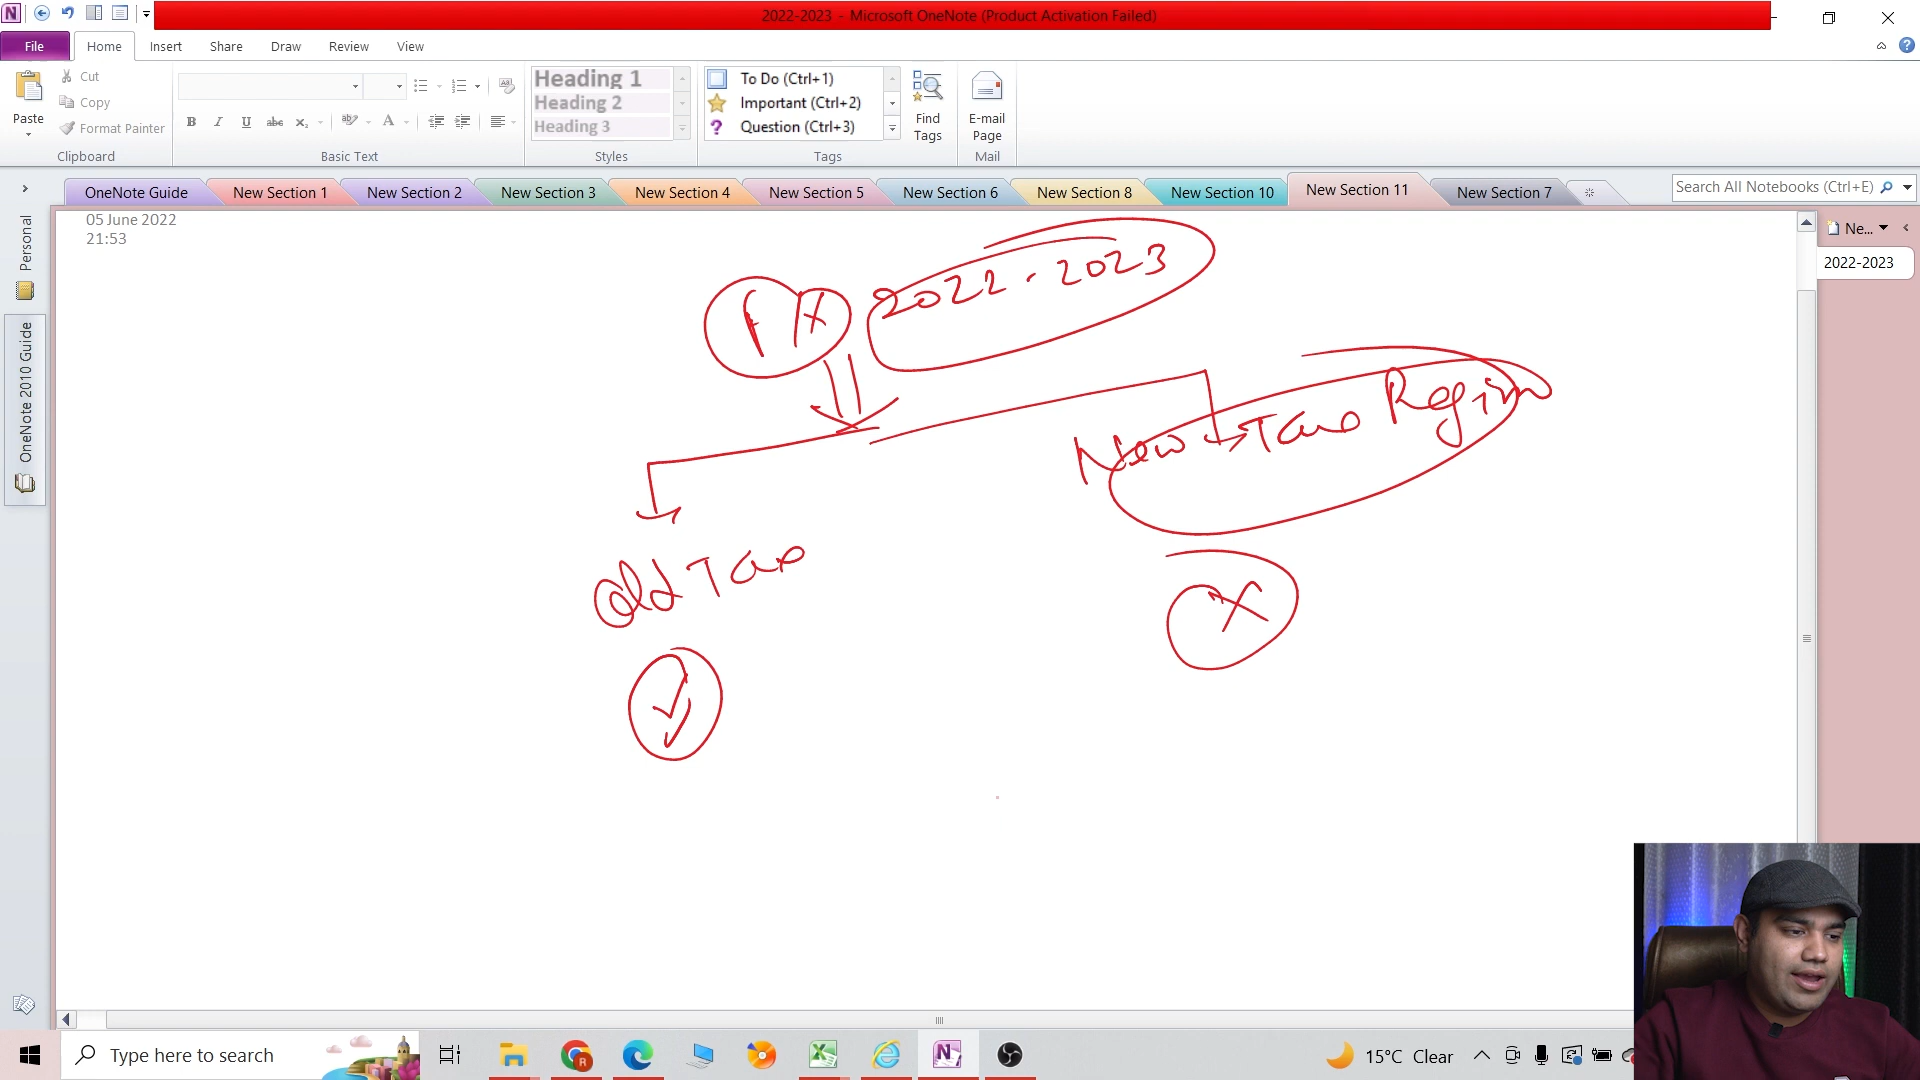 2022-2023 - Microsoft OneNote (Product Activation Failed)
File Home Insert Share Draw Review View
Paste
Cut
Copy
Format Painter
Clipboard
B I U abc x₂ ab A
Basic Text
Heading 1
Heading 2
Heading 3
Styles
To Do (Ctrl+1)
Important (Ctrl+2)
Question (Ctrl+3)
Tags
Find Tags
E-mail Page
Mail
OneNote Guide New Section 1 New Section 2 New Section 3 New Section 4 New Section 5 New Section 6 New Section 8 New Section 10 New Section 11 New Section 7
Search All Notebooks (Ctrl+E)
Personal
OneNote 2010 Guide
Ne...
2022-2023
05 June 2022
21:53
2022-2023
New Tax Regim
Old Tax
Type here to search
15°C Clear